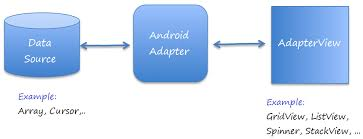 Data
Source
Android
Adapter
AdapterView
Example:
Array, Cursor,..
Example:
GridView, ListView,
Spinner, StackView, ...